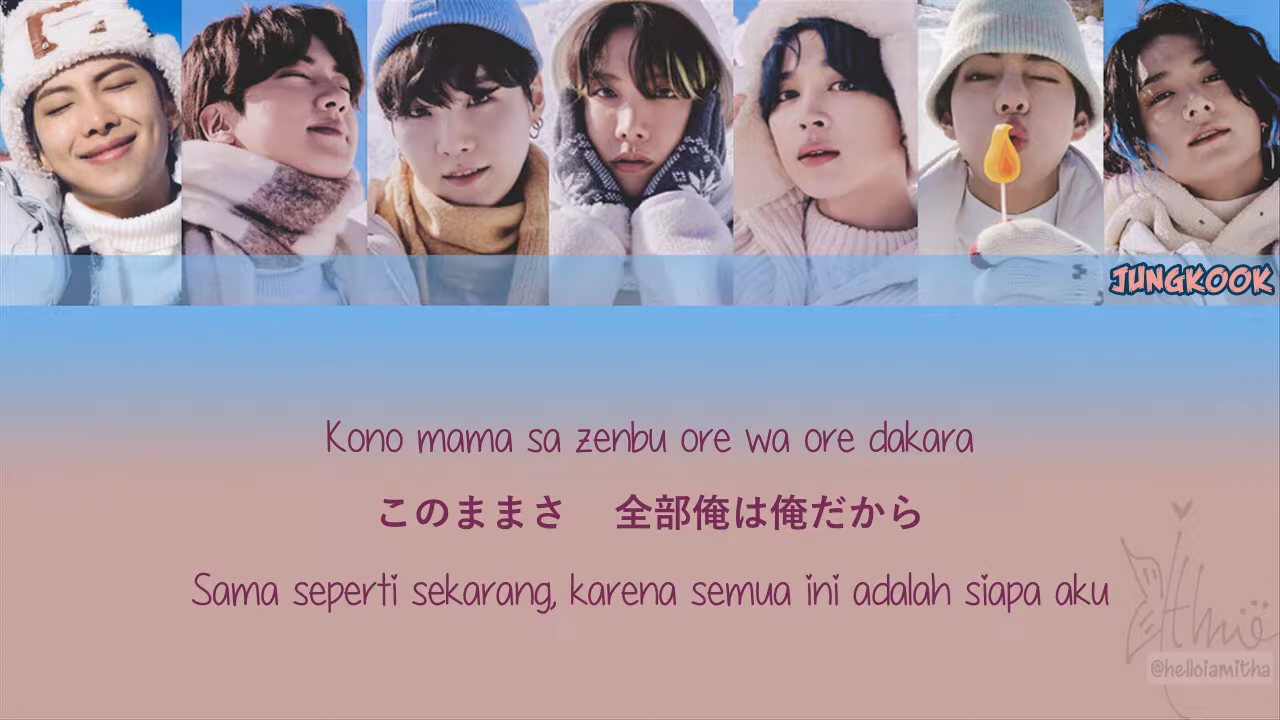 JUNGKOOK
Kono mama sa zenbu ore wa ore dakara
このままさ 全部俺は俺だから
Sama seperti sekarang, karena semua ini adalah siapa aku
@helloiamitha